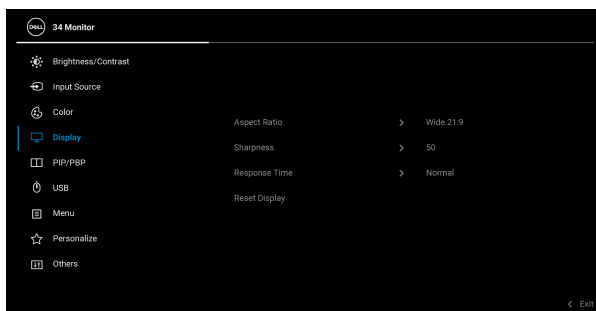 DELL 34 Monitor
Brightness/Contrast
Input Source
Color
Aspect Ratio Wide 21:9
Display
Sharpness 50
PIP/PBP
Response Time Normal
USB
Reset Display
Menu
Personalize
Others
Exit